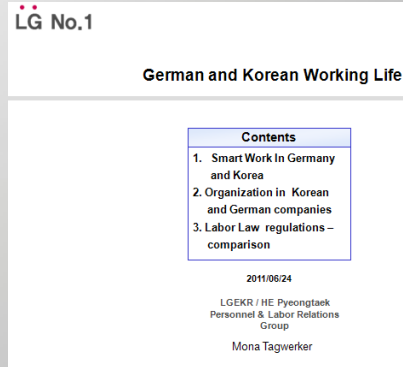 LG No.1
German and Korean Working Life
Contents
1. Smart Work In Germany
and Korea
2. Organization in Korean
and German companies
3. Labor Law regulations –
comparison
2011/06/24
LGEKR / HE Pyeongtaek
Personnel & Labor Relations
Group
Mona Tagwerker